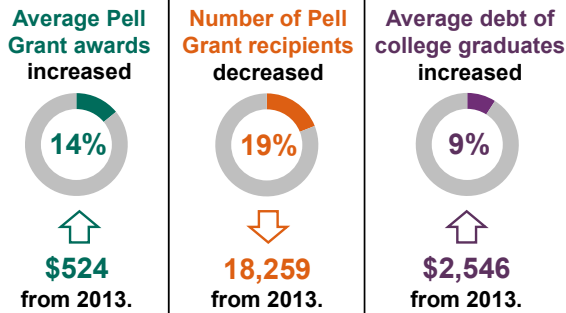 Average Pell
Grant awards
increased
14%
$524
from 2013.
Number of Pell
Grant recipients
decreased
19%
18,259
from 2013.
Average debt of
college graduates
increased
9%
$2,546
from 2013.